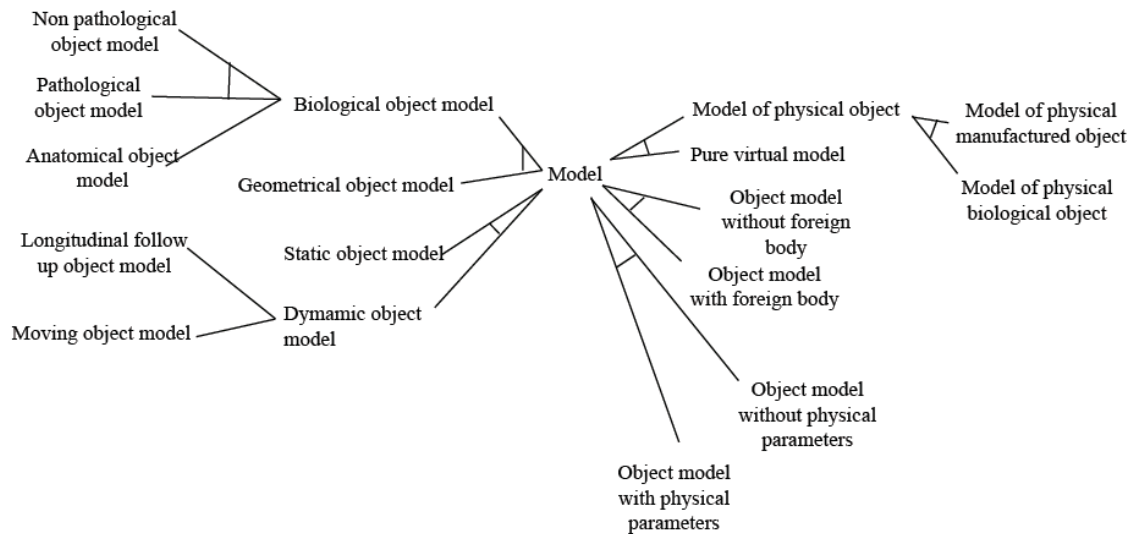 Non pathological
object model
Pathological
object model
Anatomical object
model
Biological object model
Geometrical object model
Longitudinal follow
up object model
Moving object model
Static object model
Dymamic object
model
Model
Model of physical object
Pure virtual model
Model of physical
manufactured object
Model of physical
biological object
Object model
without foreign
body
Object model
with foreign body
Object model
without physical
parameters
Object model
with physical
parameters